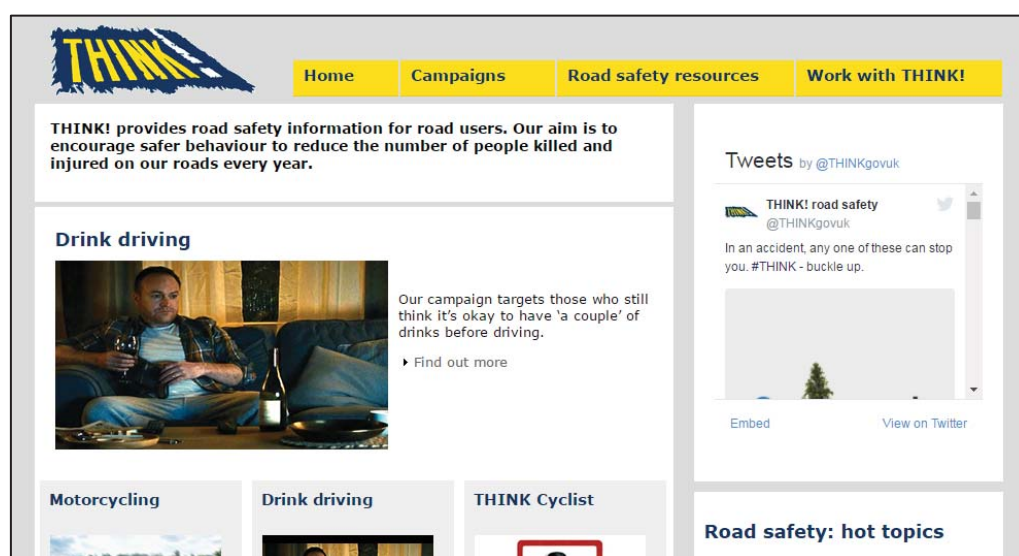 THINK!
Home
Campaigns
Road safety resources
Work with THINK!
THINK! provides road safety information for road users. Our aim is to
encourage safer behaviour to reduce the number of people killed and
injured on our roads every year.
Drink driving
Our campaign targets those who still
think it's okay to have ‘a couple’ of
drinks before driving.
Find out more
Motorcycling
Drink driving
THINK Cyclist
Tweets by @THINKgovuk
THINK!
THINK! road safety
@THINKgovuk
In an accident, any one of these can stop
you. #THINK - buckle up.
Embed
View on Twitter
Road safety: hot topics